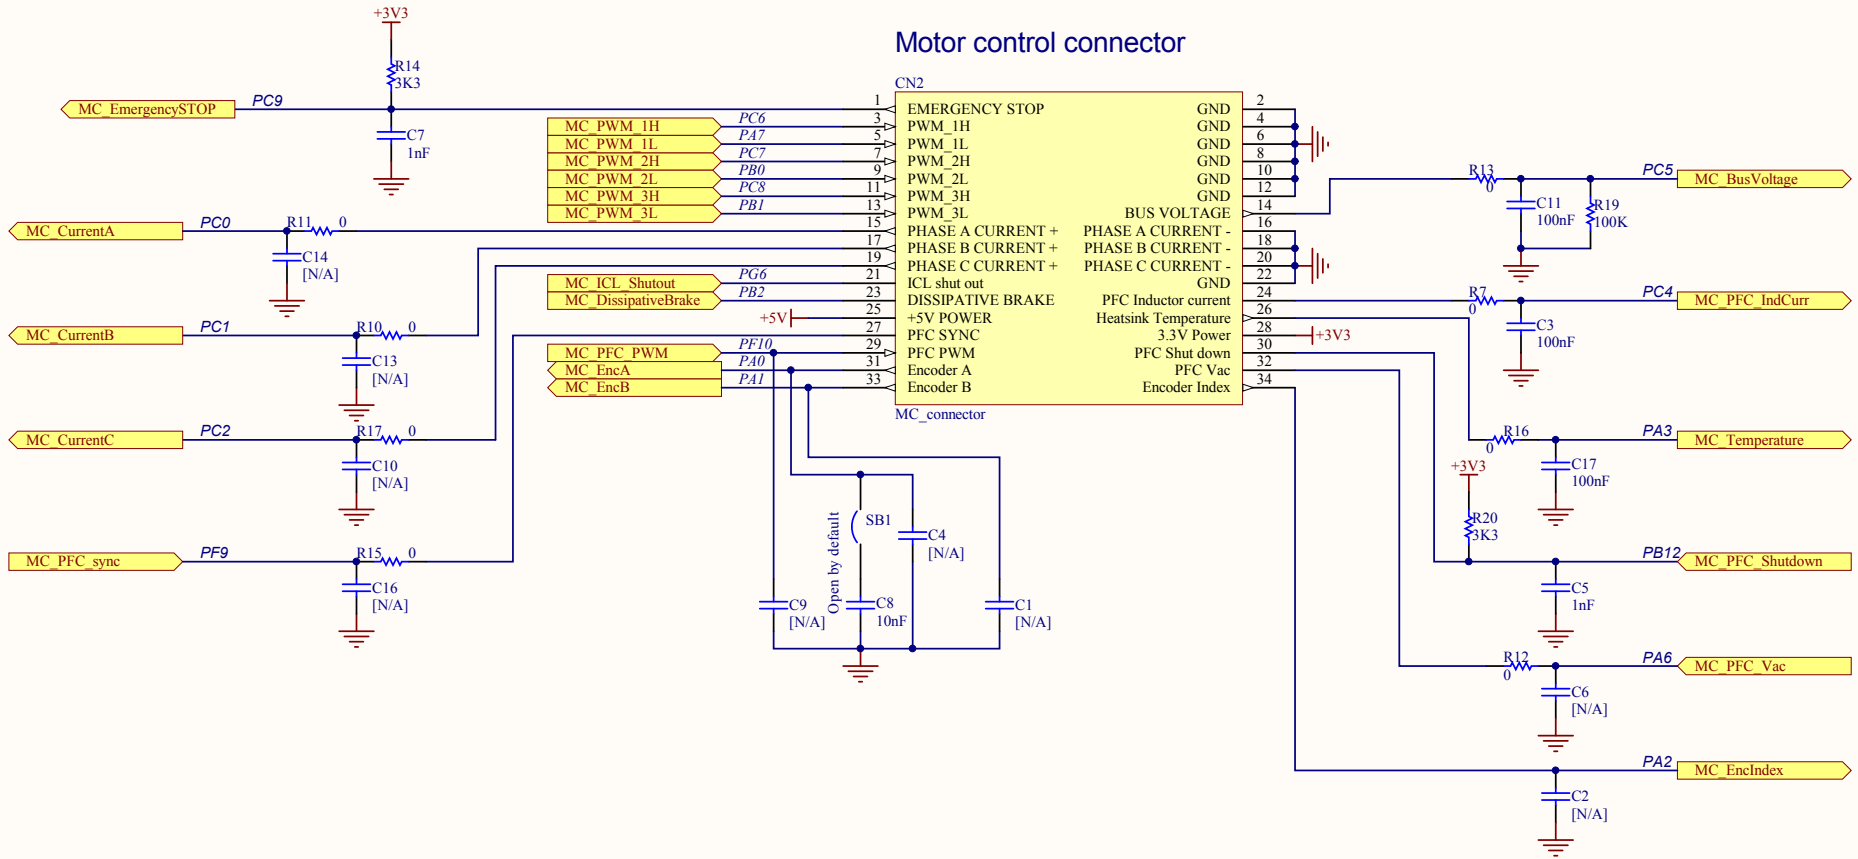 Motor control connector
+3V3
R14
3K3
MC_EmergencySTOP
PC9
C7
1nF
CN2
1 EMERGENCY STOP GND 2
MC_PWM_1H PC6 3 PWM_1H GND 4
MC_PWM_1L PA7 5 PWM_1L GND 6
MC_PWM_2H PC7 7 PWM_2H GND 8
MC_PWM_2L PB0 9 PWM_2L GND 10
MC_PWM_3H PC8 11 PWM_3H GND 12
MC_PWM_3L PB1 13 PWM_3L BUS VOLTAGE 14
15 PHASE A CURRENT + PHASE A CURRENT - 16
17 PHASE B CURRENT + PHASE B CURRENT - 18
19 PHASE C CURRENT + PHASE C CURRENT - 20
MC_ICL_Shutout PG6 21 ICL shut out GND 22
MC_DissipativeBrake PB2 23 DISSIPATIVE BRAKE PFC Inductor current 24
+5V 25 +5V POWER Heatsink Temperature 26
27 PFC SYNC 3.3V Power 28 +3V3
MC_PFC_PWM PF10 29 PFC PWM PFC Shut down 30
MC_EncA PA0 31 Encoder A PFC Vac 32
MC_EncB PA1 33 Encoder B Encoder Index 34
MC_connector
MC_CurrentA PC0 R11 0
C14
[N/A]
MC_CurrentB PC1 R10 0
C13
[N/A]
MC_CurrentC PC2 R17 0
C10
[N/A]
MC_PFC_sync PF9 R15 0
C16
[N/A]
Open by default
SB1
C4
[N/A]
C9
[N/A]
C8
10nF
C1
[N/A]
R13
0
PC5
MC_BusVoltage
C11
100nF
R19
100K
R7
0
PC4
MC_PFC_IndCurr
C3
100nF
R16
0
PA3
MC_Temperature
C17
100nF
+3V3
R20
3K3
PB12
MC_PFC_Shutdown
C5
1nF
R12
0
PA6
MC_PFC_Vac
C6
[N/A]
PA2
MC_EncIndex
C2
[N/A]